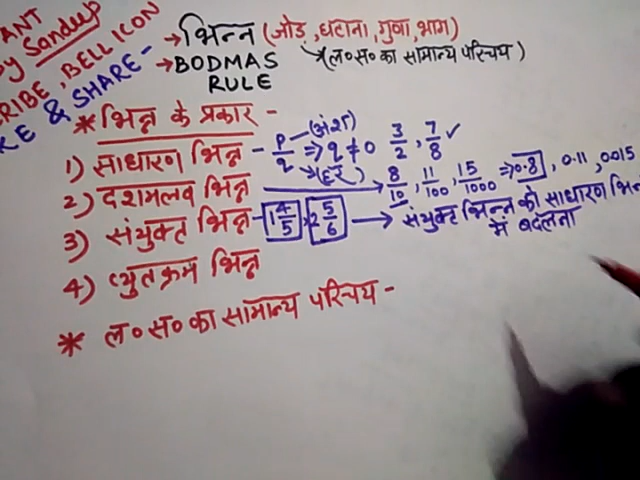 ANT
by Sandeep
RIBE, BELL ICON
KE & SHARE-
→ भिन्न (जोड़, घटाना, गुणा, भाग)
→ BODMAS RULE
→ (ल०स० का सामान्य परिचय)
* भिन्न के प्रकार -
1) साधारण भिन्न - p/q → (अंश) → (हर) ⇒ q ≠ 0 3/2, 7/8 ✓
2) दशमलव भिन्न → 8/10, 11/100, 15/1000 ⇒ 0.8, 0.11, 0.015
3) संयुक्त भिन्न - 1 4/5, 2 5/6 → संयुक्त भिन्न को साधारण भिन्न
में बदलना
4) व्युत्क्रम भिन्न
* ल०स० का सामान्य परिचय -